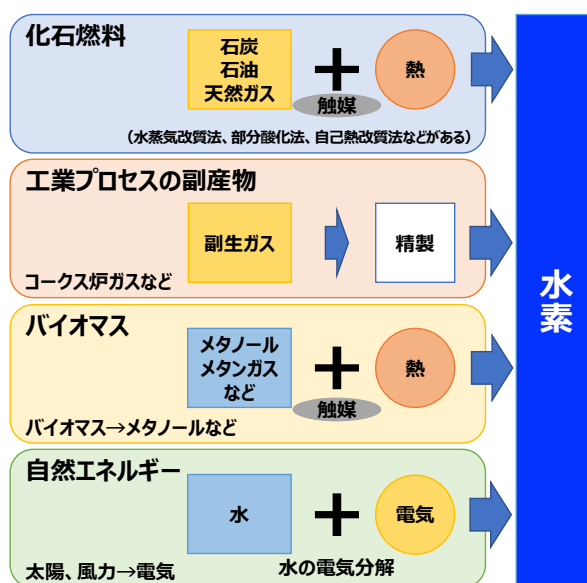 化石燃料
石炭
石油
天然ガス
＋
熱
触媒
（水蒸気改質法、部分酸化法、自己熱改質法などがある）
工業プロセスの副産物
副生ガス
精製
コークス炉ガスなど
バイオマス
メタノール
メタンガス
など
＋
熱
触媒
バイオマス→メタノールなど
自然エネルギー
水
＋
電気
太陽、風力→電気
水の電気分解
水素